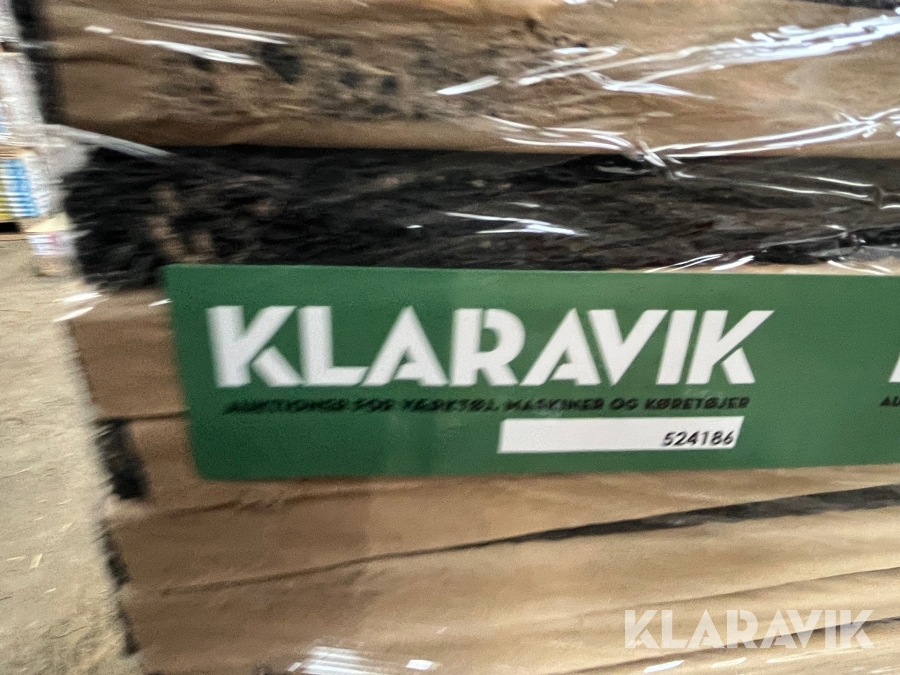 KLARAVIK
AUKTIONER FOR VÆRKTØJ, MASKINER OG KØRETØJER
524186
KLARAVIK